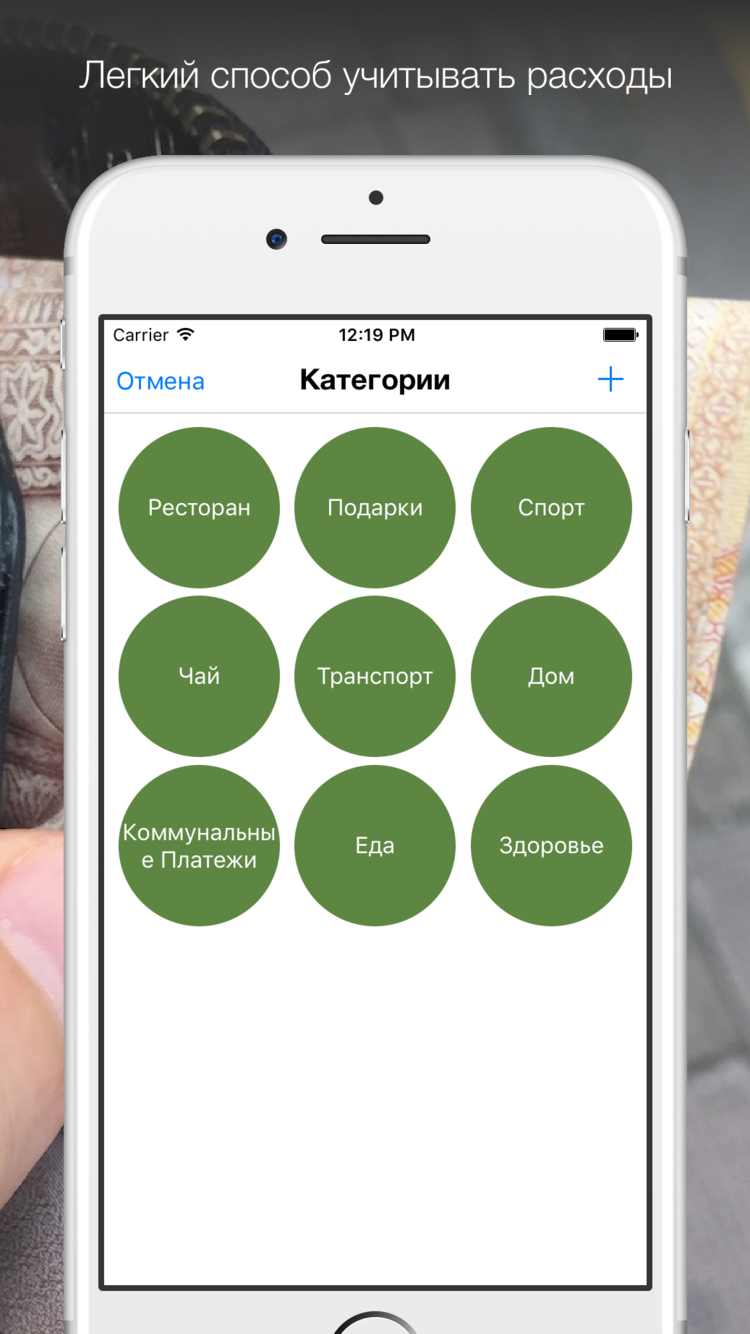 Легкий способ учитывать расходы
Carrier 12:19 PM
Отмена Категории +
Ресторан Подарки Спорт
Чай Транспорт Дом
Коммунальны
е Платежи Еда Здоровье